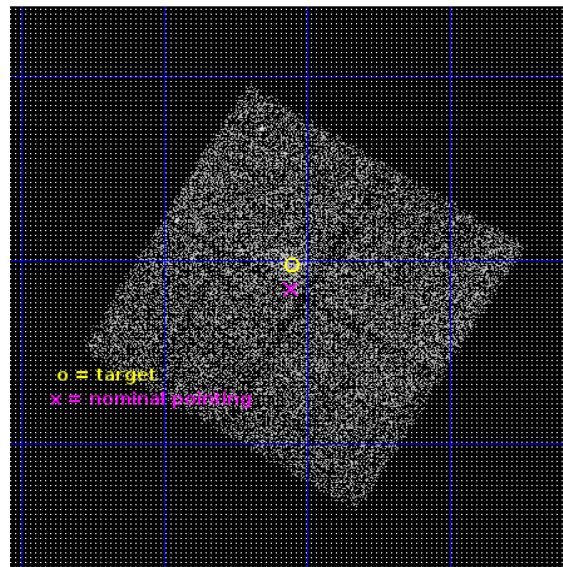 o = target
x = nominal pointing